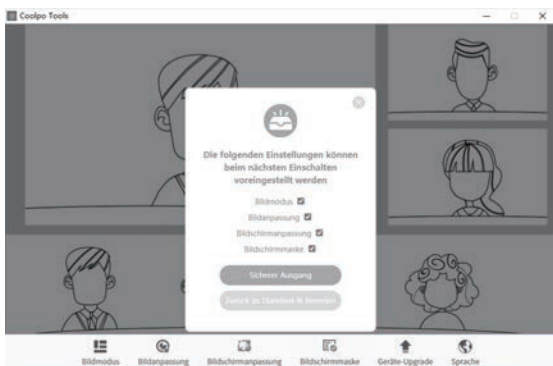 Coolpo Tools
Die folgenden Einstellungen können
beim nächsten Einschalten
voreingestellt werden
Bildmodus
Bildanpassung
Bildschirmanpassung
Bildschirmmaske
Sicherer Ausgang
Zurück zu Standard & beenden
Bildmodus Bildanpassung Bildschirmanpassung Bildschirmmaske Geräte-Upgrade Sprache